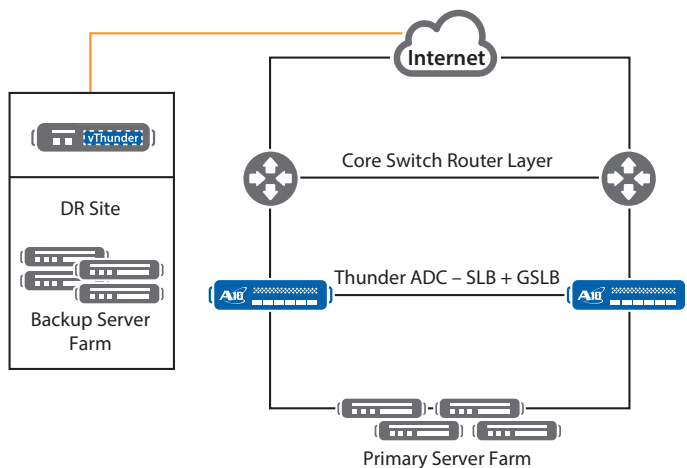 Internet
vThunder
Core Switch Router Layer
DR Site
Thunder ADC – SLB + GSLB
A10
A10
Backup Server
Farm
Primary Server Farm